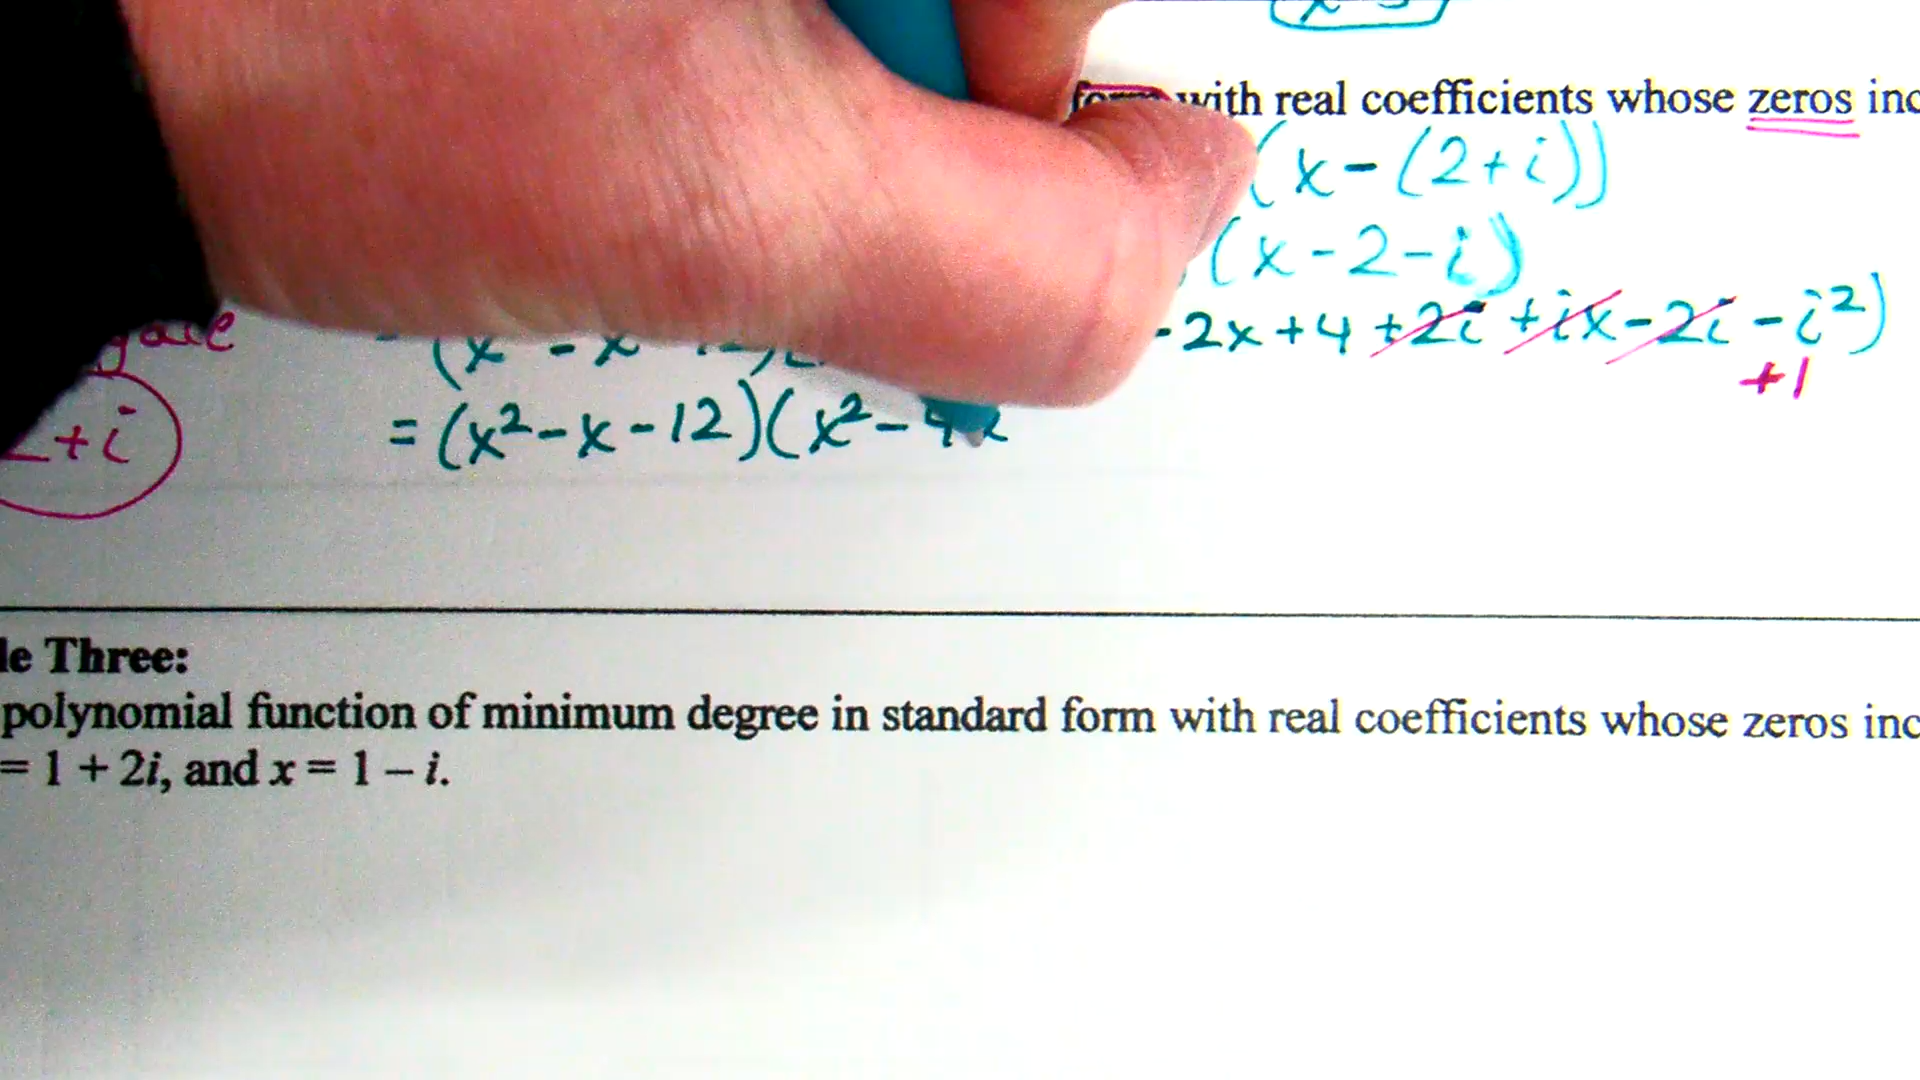 with real coefficients whose zeros inc
(x-(2+i))
(x-2-i)
-2x+4+2i+ix-2i-i²)
+1
(x² - x - 12)
+i
= (x²-x-12)(x²-4x
le Three:
polynomial function of minimum degree in standard form with real coefficients whose zeros inc
= 1 + 2i, and x = 1 – i.